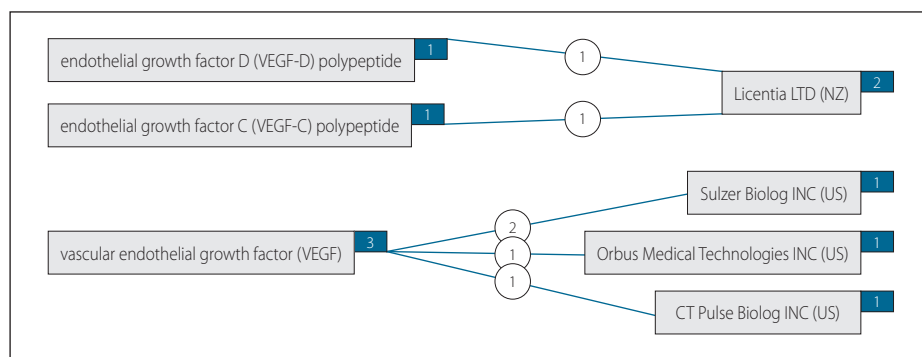 endothelial growth factor D (VEGF-D) polypeptide 1
1
Licentia LTD (NZ) 2
endothelial growth factor C (VEGF-C) polypeptide 1
1
Sulzer Biolog INC (US) 1
2
vascular endothelial growth factor (VEGF) 3
1
Orbus Medical Technologies INC (US) 1
1
CT Pulse Biolog INC (US) 1